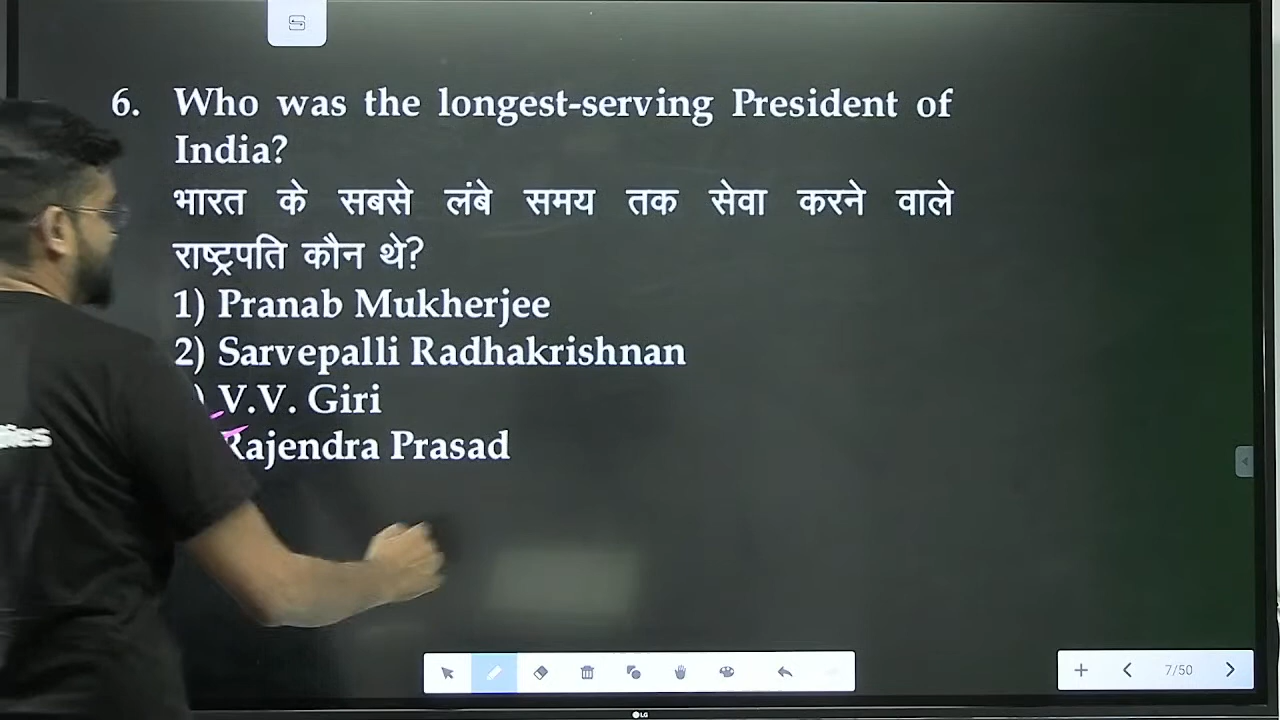 6. Who was the longest-serving President of
India?
भारत के सबसे लंबे समय तक सेवा करने वाले
राष्ट्रपति कौन थे?
1) Pranab Mukherjee
2) Sarvepalli Radhakrishnan
) V.V. Giri
Rajendra Prasad
7/50
LG